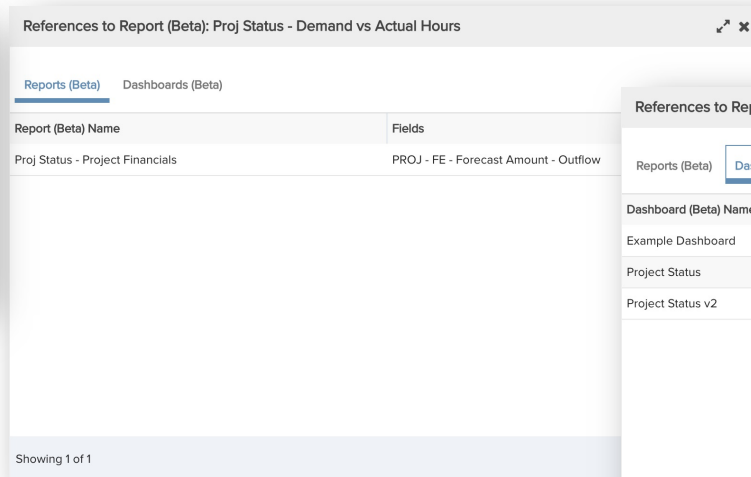 References to Report (Beta): Proj Status - Demand vs Actual Hours
Reports (Beta) Dashboards (Beta)
Report (Beta) Name Fields
Proj Status - Project Financials PROJ - FE - Forecast Amount - Outflow
Showing 1 of 1
References to Rep
Reports (Beta) Das
Dashboard (Beta) Name
Example Dashboard
Project Status
Project Status v2